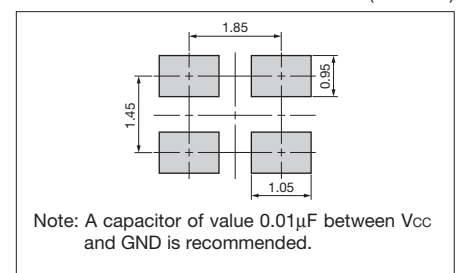 1.85
0.95
1.45
1.05
Note: A capacitor of value 0.01µF between Vcc
and GND is recommended.